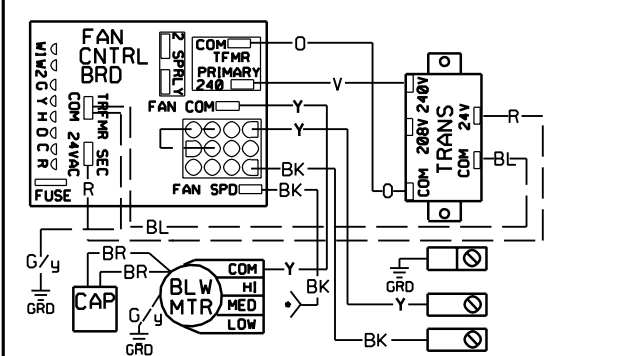 FAN
CNTRL
BRD
W1
W2
G
Y
H
O
C
R
COM 24VAC
TRFMR SEC
2 SPRLY
COM
TFMR
PRIMARY
240
FAN COM
FAN SPD
FUSE
R
O
V
Y
Y
BK
BK
O
240V
208V
COM
TRANS
24V
COM
R
BL
BL
G/y
GRD
BR
BR
CAP
BLW
MTR
COM
HI
MED
LOW
G/y
GRD
Y
BK
*
GRD
Y
BK